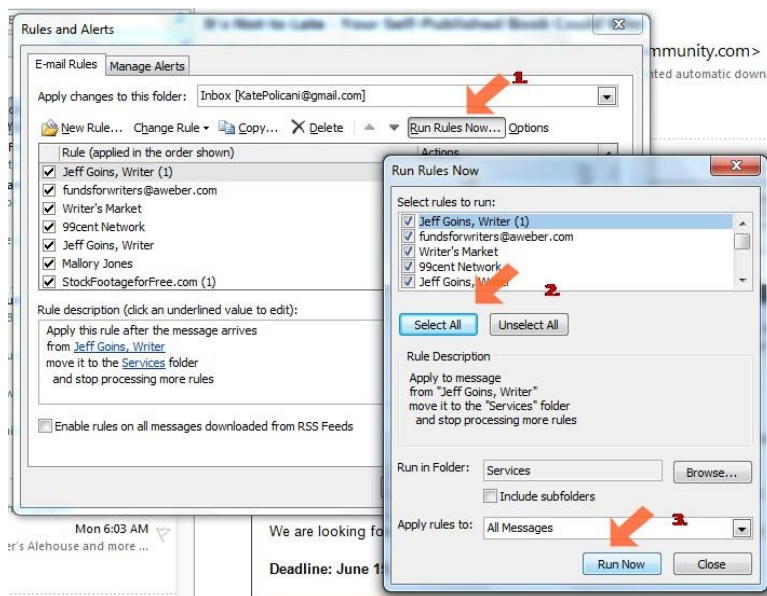 It's Not to Late - Your Self-Published Book Could
Rules and Alerts
mmunity.com>
nted automatic down
E-mail Rules
Manage Alerts
1.
Apply changes to this folder:
Inbox [KatePolicani@gmail.com]
New Rule...
Change Rule
Copy...
Delete
Run Rules Now...
Options
Rule (applied in the order shown)
Actions
Jeff Goins, Writer (1)
fundsforwriters@aweber.com
Writer's Market
99cent Network
Jeff Goins, Writer
Mallory Jones
StockFootageforFree.com (1)
Rule description (click an underlined value to edit):
Apply this rule after the message arrives
from Jeff Goins, Writer
move it to the Services folder
and stop processing more rules
Enable rules on all messages downloaded from RSS Feeds
Run Rules Now
Select rules to run:
Jeff Goins, Writer (1)
fundsforwriters@aweber.com
Writer's Market
99cent Network
Jeff Goins, Writer
2.
Select All
Unselect All
Rule Description
Apply to message
from "Jeff Goins, Writer"
move it to the "Services" folder
and stop processing more rules
Run in Folder:
Services
Browse...
Include subfolders
Apply rules to:
All Messages
3.
Run Now
Close
Mon 6:03 AM
er's Alehouse and more ...
We are looking fo
Deadline: June 1